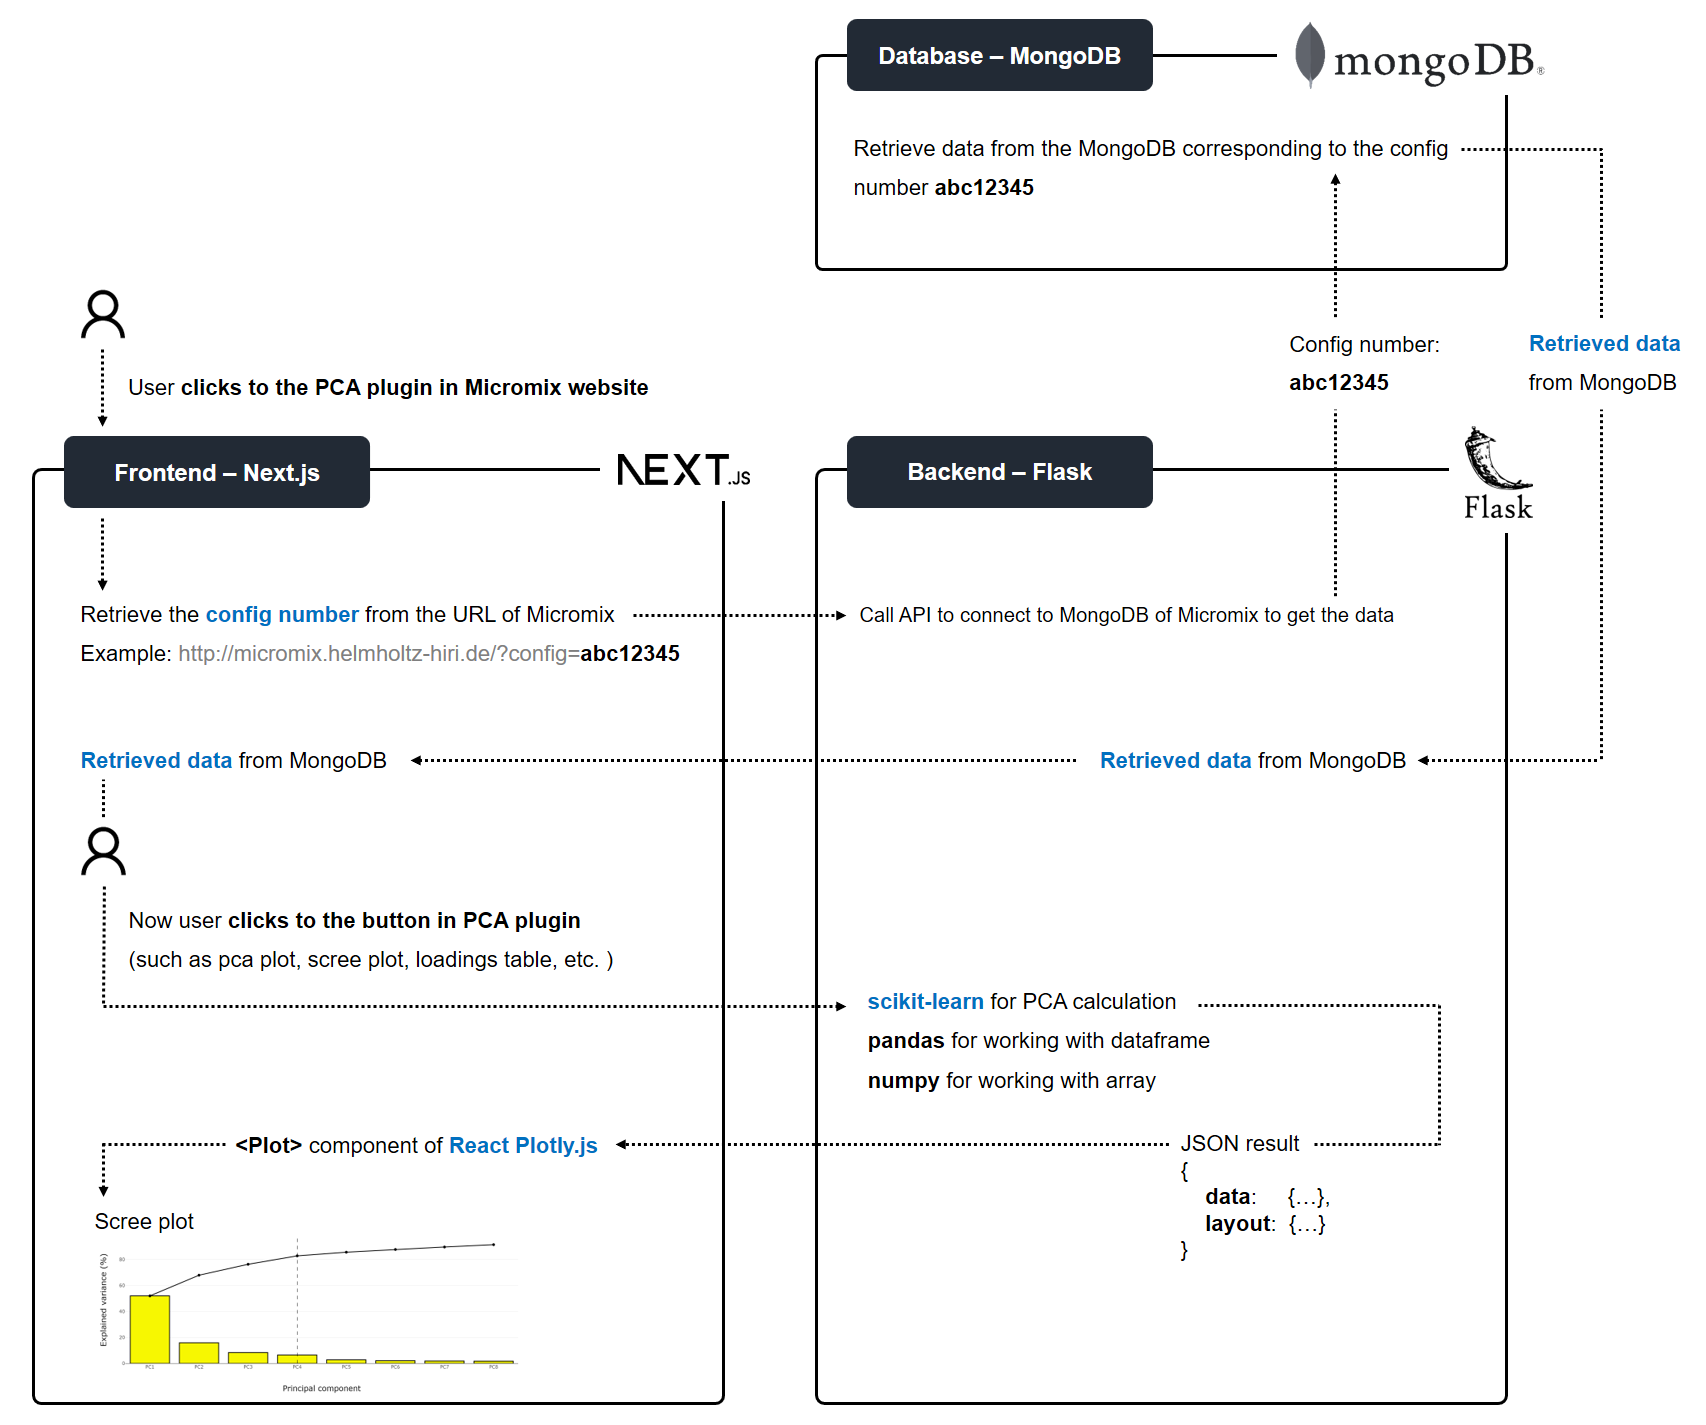 Database – MongoDB
mongoDB®
Retrieve data from the MongoDB corresponding to the config
number abc12345
Config number:
abc12345
Retrieved data
from MongoDB
User clicks to the PCA plugin in Micromix website
Frontend – Next.js
NEXT.JS
Backend – Flask
Flask
Retrieve the config number from the URL of Micromix
Example: http://micromix.helmholtz-hiri.de/?config=abc12345
Call API to connect to MongoDB of Micromix to get the data
Retrieved data from MongoDB
Retrieved data from MongoDB
Now user clicks to the button in PCA plugin
(such as pca plot, scree plot, loadings table, etc. )
scikit-learn for PCA calculation
pandas for working with dataframe
numpy for working with array
<Plot> component of React Plotly.js
JSON result
{
data: {...},
layout: {...}
}
Scree plot
Explained variance (%)
80
60
40
20
0
PC1 PC2 PC3 PC4 PC5 PC6 PC7 PC8
Principal component